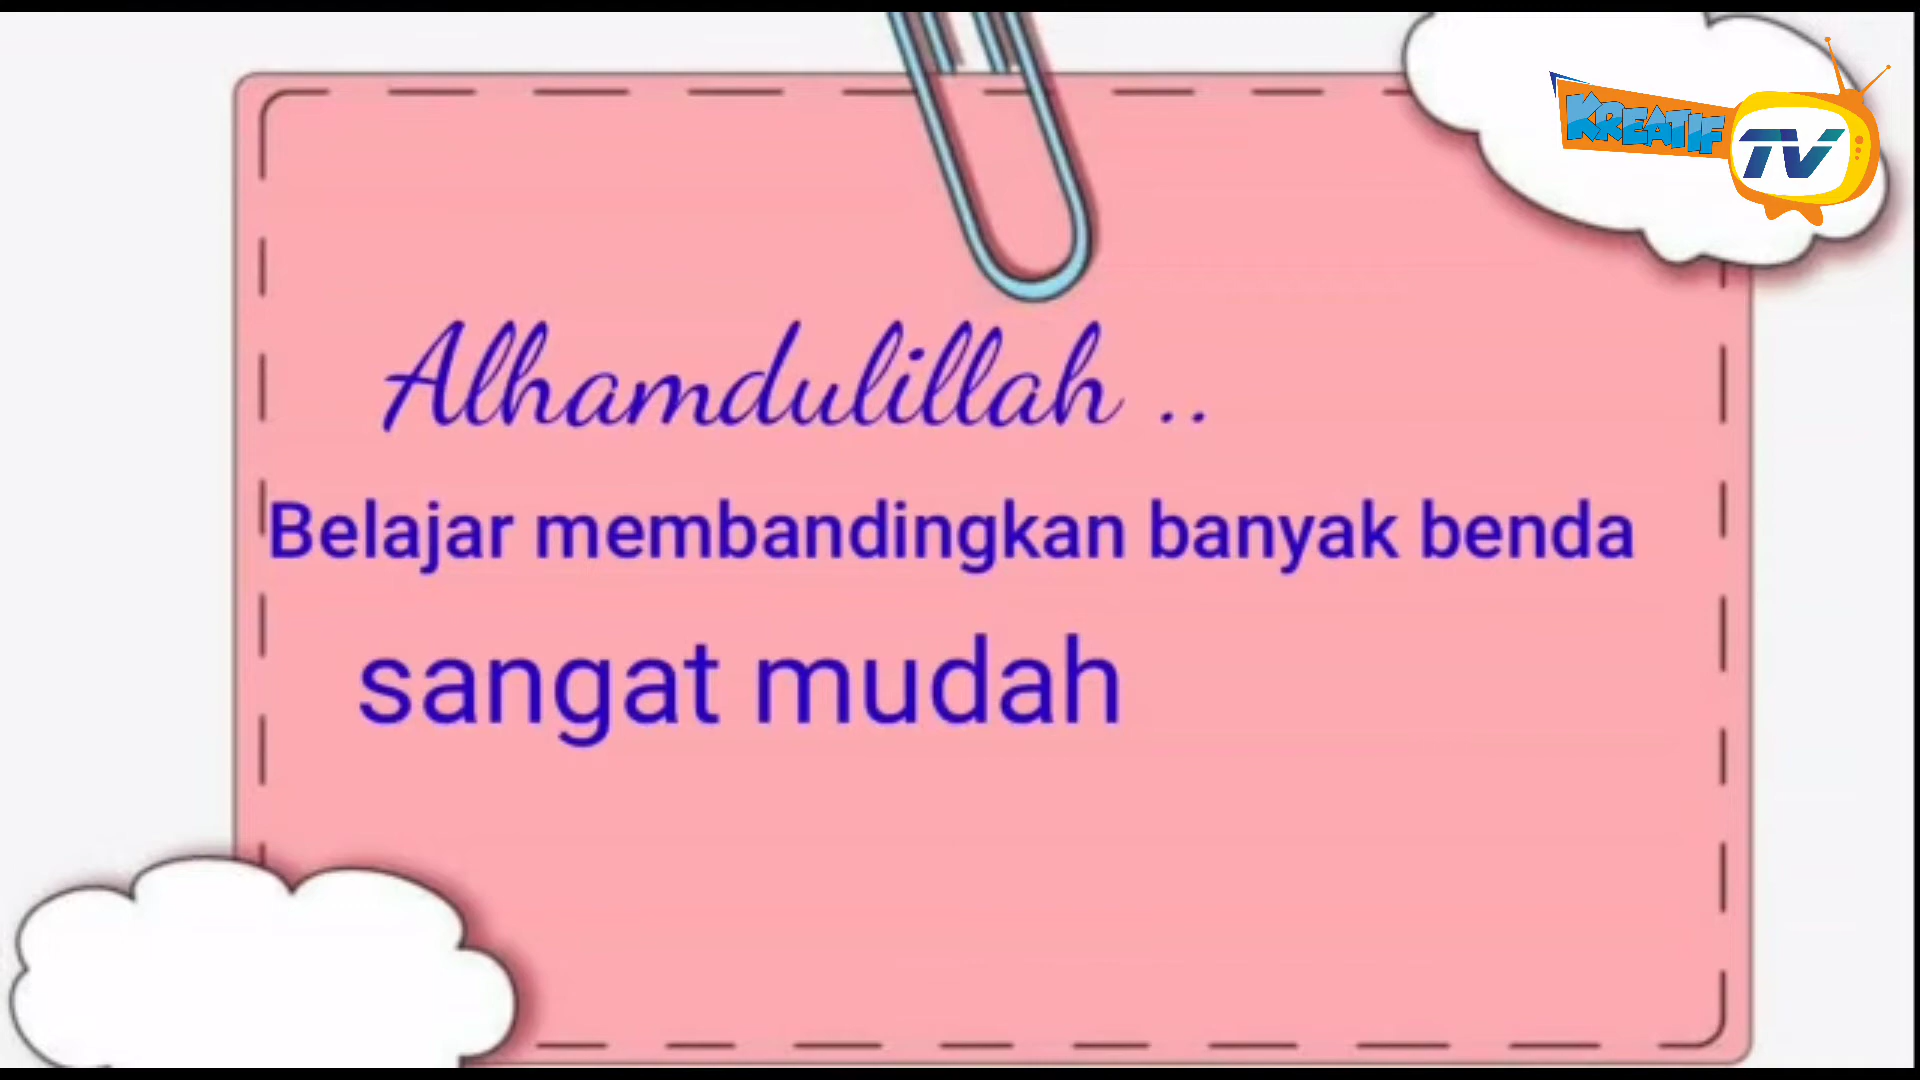 KREATIF TV
Alhamdulillah ..
Belajar membandingkan banyak benda
sangat mudah